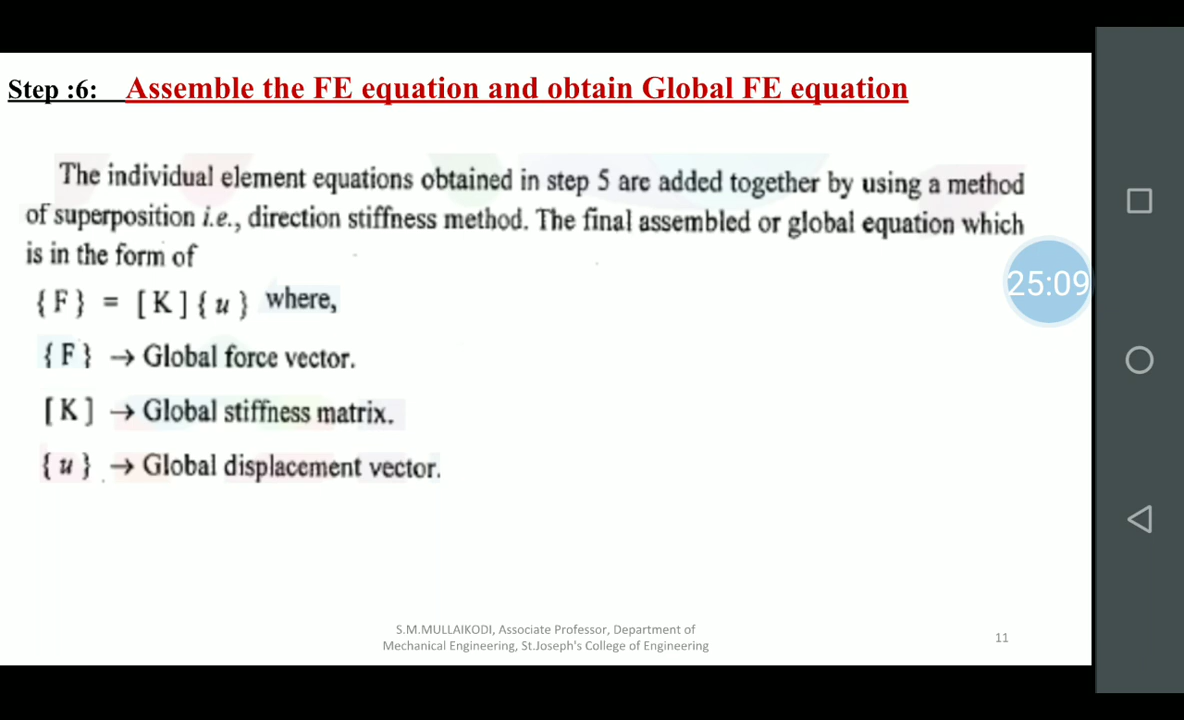 Step :6: Assemble the FE equation and obtain Global FE equation
The individual element equations obtained in step 5 are added together by using a method
of superposition i.e., direction stiffness method. The final assembled or global equation which
is in the form of
{ F } = [ K ] { u } where,
{ F } → Global force vector.
[ K ] → Global stiffness matrix.
{ u } → Global displacement vector.
25:09
S.M.MULLAIKODI, Associate Professor, Department of
Mechanical Engineering, St.Joseph's College of Engineering
11